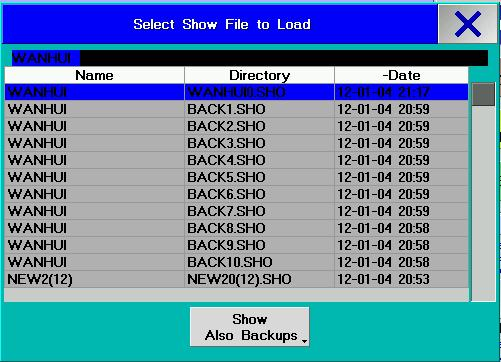 Select Show File to Load
WANHUI
Name Directory -Date
WANHUI WANHUI0.SHO 12-01-04 21:17
WANHUI BACK1.SHO 12-01-04 20:59
WANHUI BACK2.SHO 12-01-04 20:59
WANHUI BACK3.SHO 12-01-04 20:59
WANHUI BACK4.SHO 12-01-04 20:59
WANHUI BACK5.SHO 12-01-04 20:59
WANHUI BACK6.SHO 12-01-04 20:59
WANHUI BACK7.SHO 12-01-04 20:59
WANHUI BACK8.SHO 12-01-04 20:58
WANHUI BACK9.SHO 12-01-04 20:58
WANHUI BACK10.SHO 12-01-04 20:58
NEW2(12) NEW20(12).SHO 12-01-04 20:53
Show
Also Backups